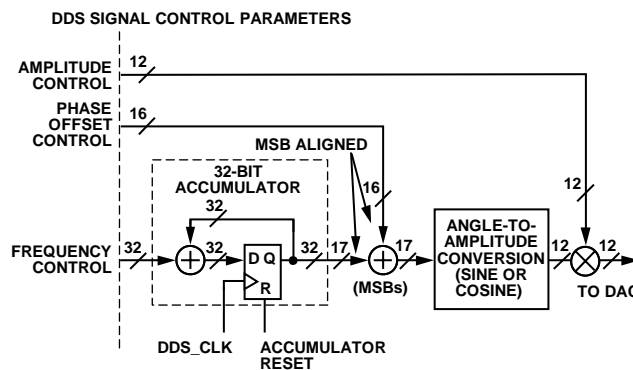 DDS SIGNAL CONTROL PARAMETERS
AMPLITUDE
CONTROL
12
PHASE
OFFSET
CONTROL
16
MSB ALIGNED
32-BIT
ACCUMULATOR
16
12
32
FREQUENCY
CONTROL
32
32
D Q
R
32
17
(MSBs)
17
ANGLE-TO-
AMPLITUDE
CONVERSION
(SINE OR
COSINE)
12
12
TO DAC
DDS_CLK
ACCUMULATOR
RESET